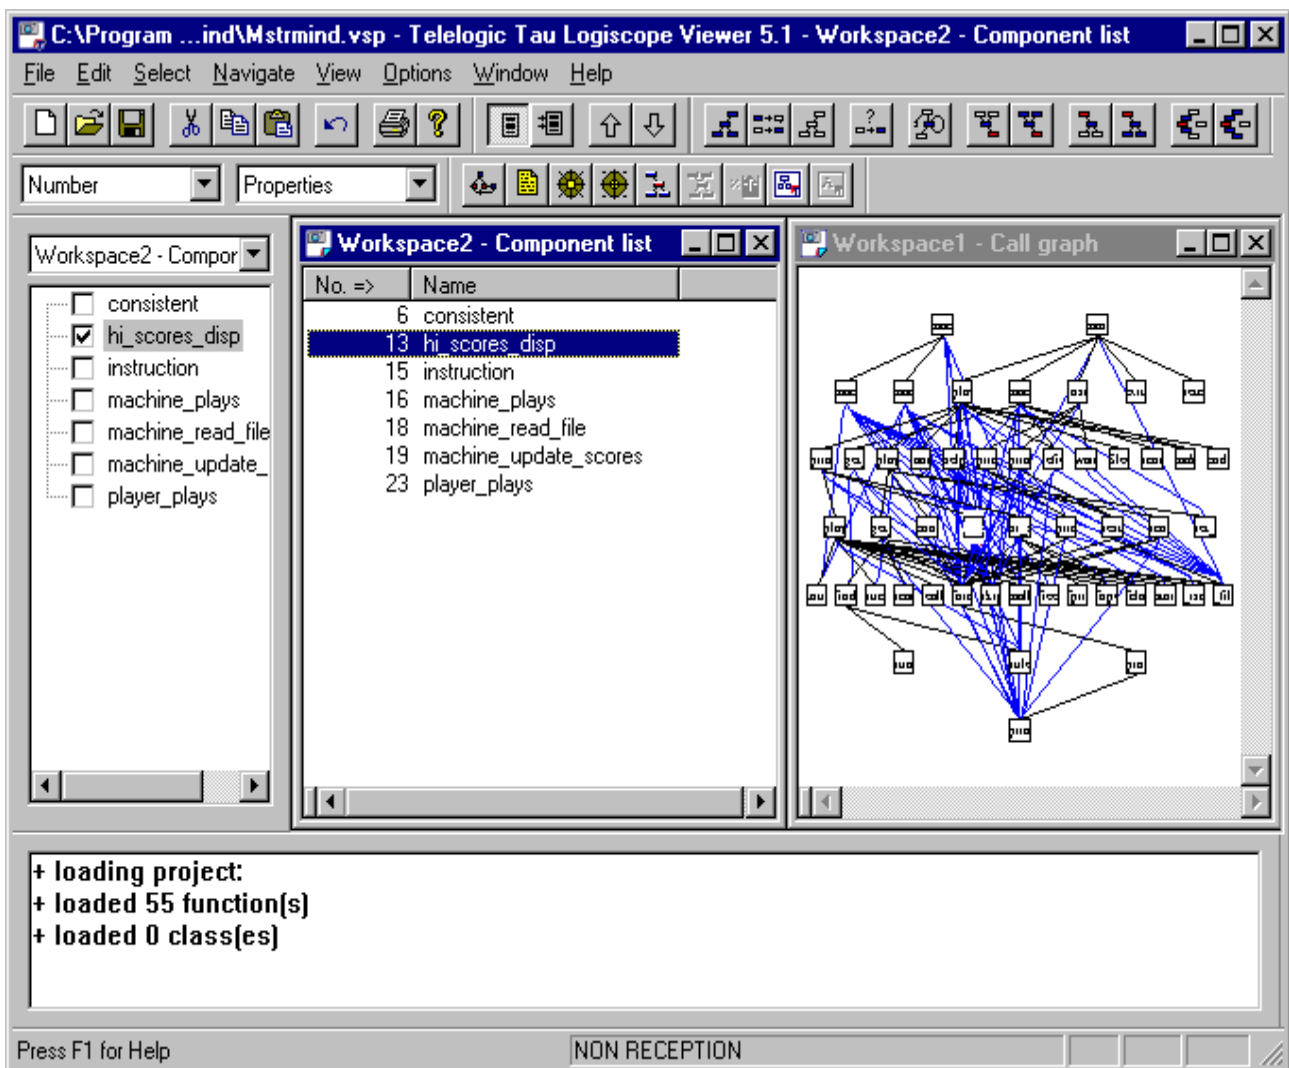 C:\Program ...ind\Mstrmind.vsp - Telelogic Tau Logiscope Viewer 5.1 - Workspace2 - Component list
File Edit Select Navigate View Options Window Help
Number Properties
Workspace2 - Compor
consistent
hi_scores_disp
instruction
machine_plays
machine_read_file
machine_update_
player_plays
Workspace2 - Component list
No. => Name
6 consistent
13 hi_scores_disp
15 instruction
16 machine_plays
18 machine_read_file
19 machine_update_scores
23 player_plays
Workspace1 - Call graph
+ loading project:
+ loaded 55 function(s)
+ loaded 0 class(es)
Press F1 for Help NON RECEPTION